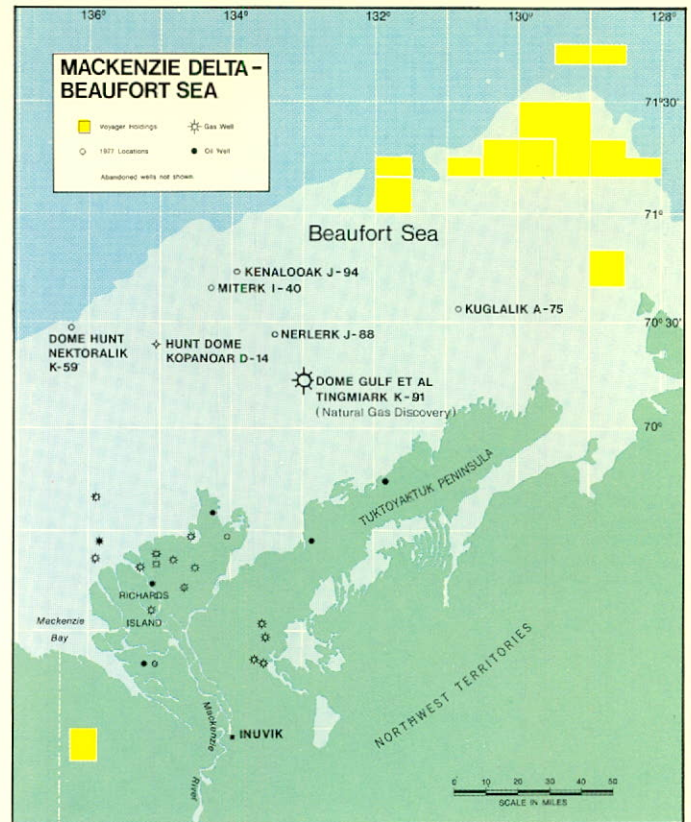 136° 134° 132° 130° 128°
MACKENZIE DELTA –
BEAUFORT SEA
Voyager Holdings
Gas Well
1977 Locations
Oil Well
Abandoned wells not shown
71°30'
71°
Beaufort Sea
KENALOOAK J-94
MITERK I-40
KUGLALIK A-75
70°30'
DOME HUNT
NEKTORALIK
K-59
HUNT DOME
KOPANOAR D-14
NERLERK J-88
DOME GULF ET AL
TINGMIARK K-91
(Natural Gas Discovery)
70°
TUKTOYAKTUK PENINSULA
RICHARDS
ISLAND
Mackenzie
Bay
NORTHWEST TERRITORIES
Mackenzie
River
INUVIK
0 10 20 30 40 50
SCALE IN MILES